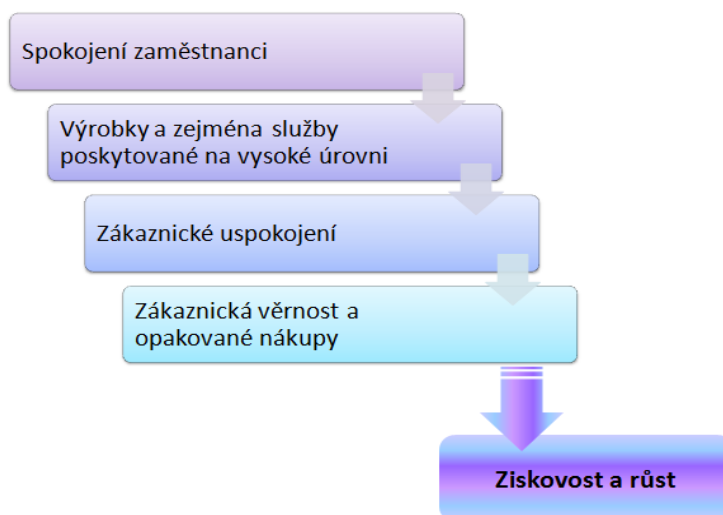 Spokojení zaměstnanci
Výrobky a zejména služby
poskytované na vysoké úrovni
Zákaznické uspokojení
Zákaznická věrnost a
opakované nákupy
Ziskovost a růst